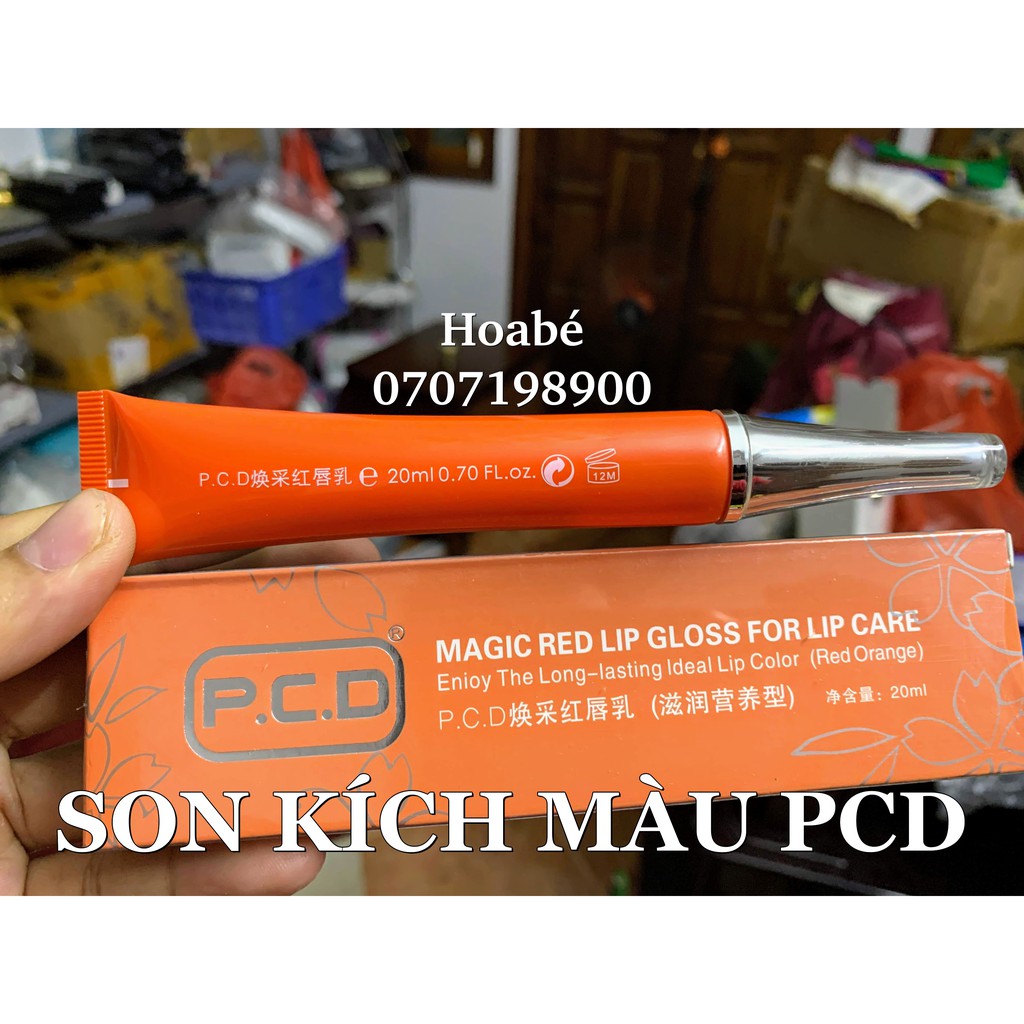 Hoabé
0707198900
P.C.D焕采红唇乳 ℮ 20ml 0.70 FL.oz. 12M
P.C.D®
MAGIC RED LIP GLOSS FOR LIP CARE
Enioy The Long-lasting Ideal Lip Color (Red Orange)
P.C.D焕采红唇乳 (滋润营养型) 净含量: 20ml
SON KÍCH MÀU PCD